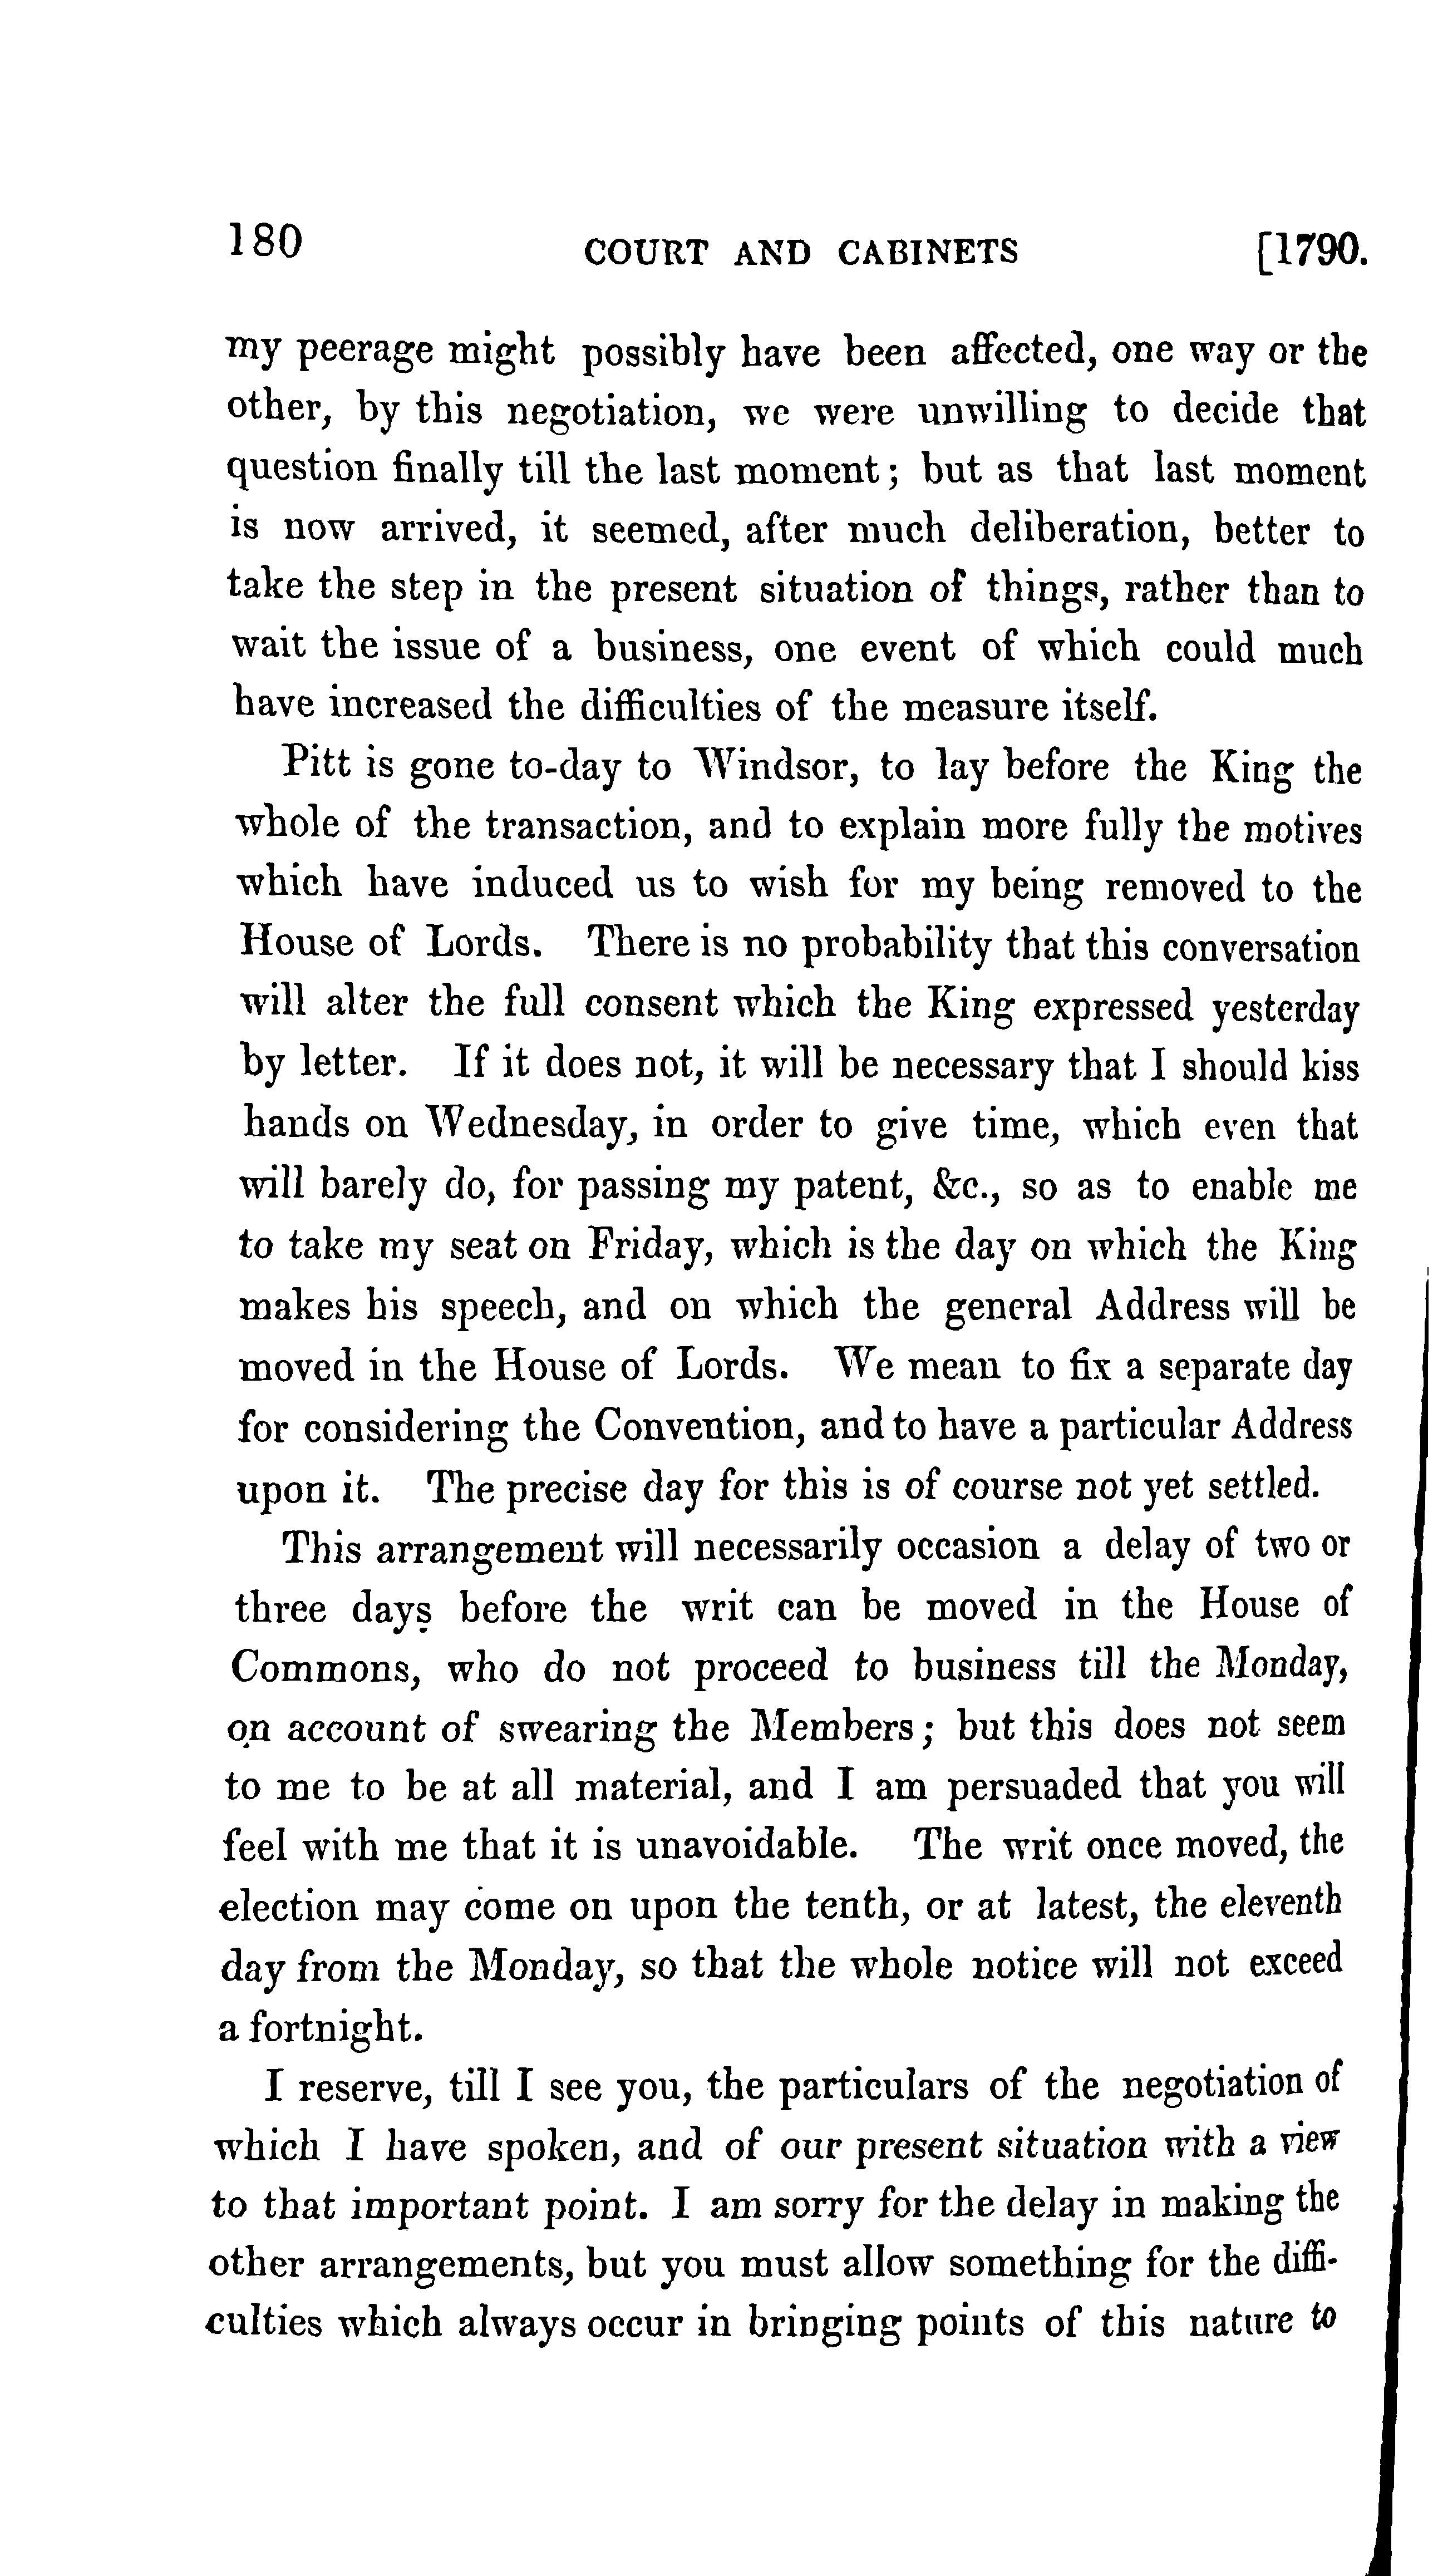 180 COURT AND CABINETS [1790.
my peerage might possibly have been affected, one way or the
other, by this negotiation, we were unwilling to decide that
question finally till the last moment; but as that last moment
is now arrived, it seemed, after much deliberation, better to
take the step in the present situation of things, rather than to
wait the issue of a business, one event of which could much
have increased the difficulties of the measure itself.
Pitt is gone to-day to Windsor, to lay before the King the
whole of the transaction, and to explain more fully the motives
which have induced us to wish for my being removed to the
House of Lords. There is no probability that this conversation
will alter the full consent which the King expressed yesterday
by letter. If it does not, it will be necessary that I should kiss
hands on Wednesday, in order to give time, which even that
will barely do, for passing my patent, &c., so as to enable me
to take my seat on Friday, which is the day on which the King
makes his speech, and on which the general Address will be
moved in the House of Lords. We mean to fix a separate day
for considering the Convention, and to have a particular Address
upon it. The precise day for this is of course not yet settled.
This arrangement will necessarily occasion a delay of two or
three days before the writ can be moved in the House of
Commons, who do not proceed to business till the Monday,
on account of swearing the Members; but this does not seem
to me to be at all material, and I am persuaded that you will
feel with me that it is unavoidable. The writ once moved, the
election may come on upon the tenth, or at latest, the eleventh
day from the Monday, so that the whole notice will not exceed
a fortnight.
I reserve, till I see you, the particulars of the negotiation of
which I have spoken, and of our present situation with a view
to that important point. I am sorry for the delay in making the
other arrangements, but you must allow something for the diffi-
culties which always occur in bringing points of this nature to